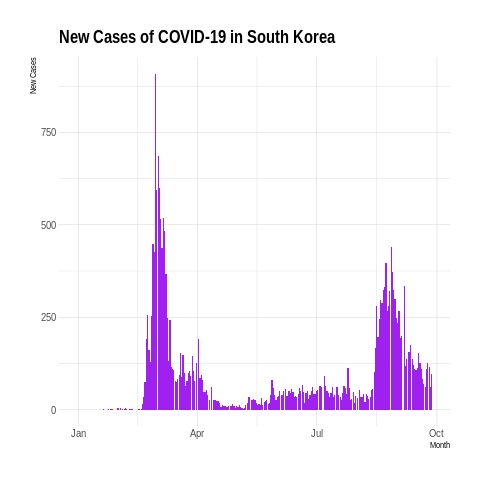 New Cases of COVID-19 in South Korea
New Cases
750
500
250
0
Jan
Apr
Jul
Oct
Month